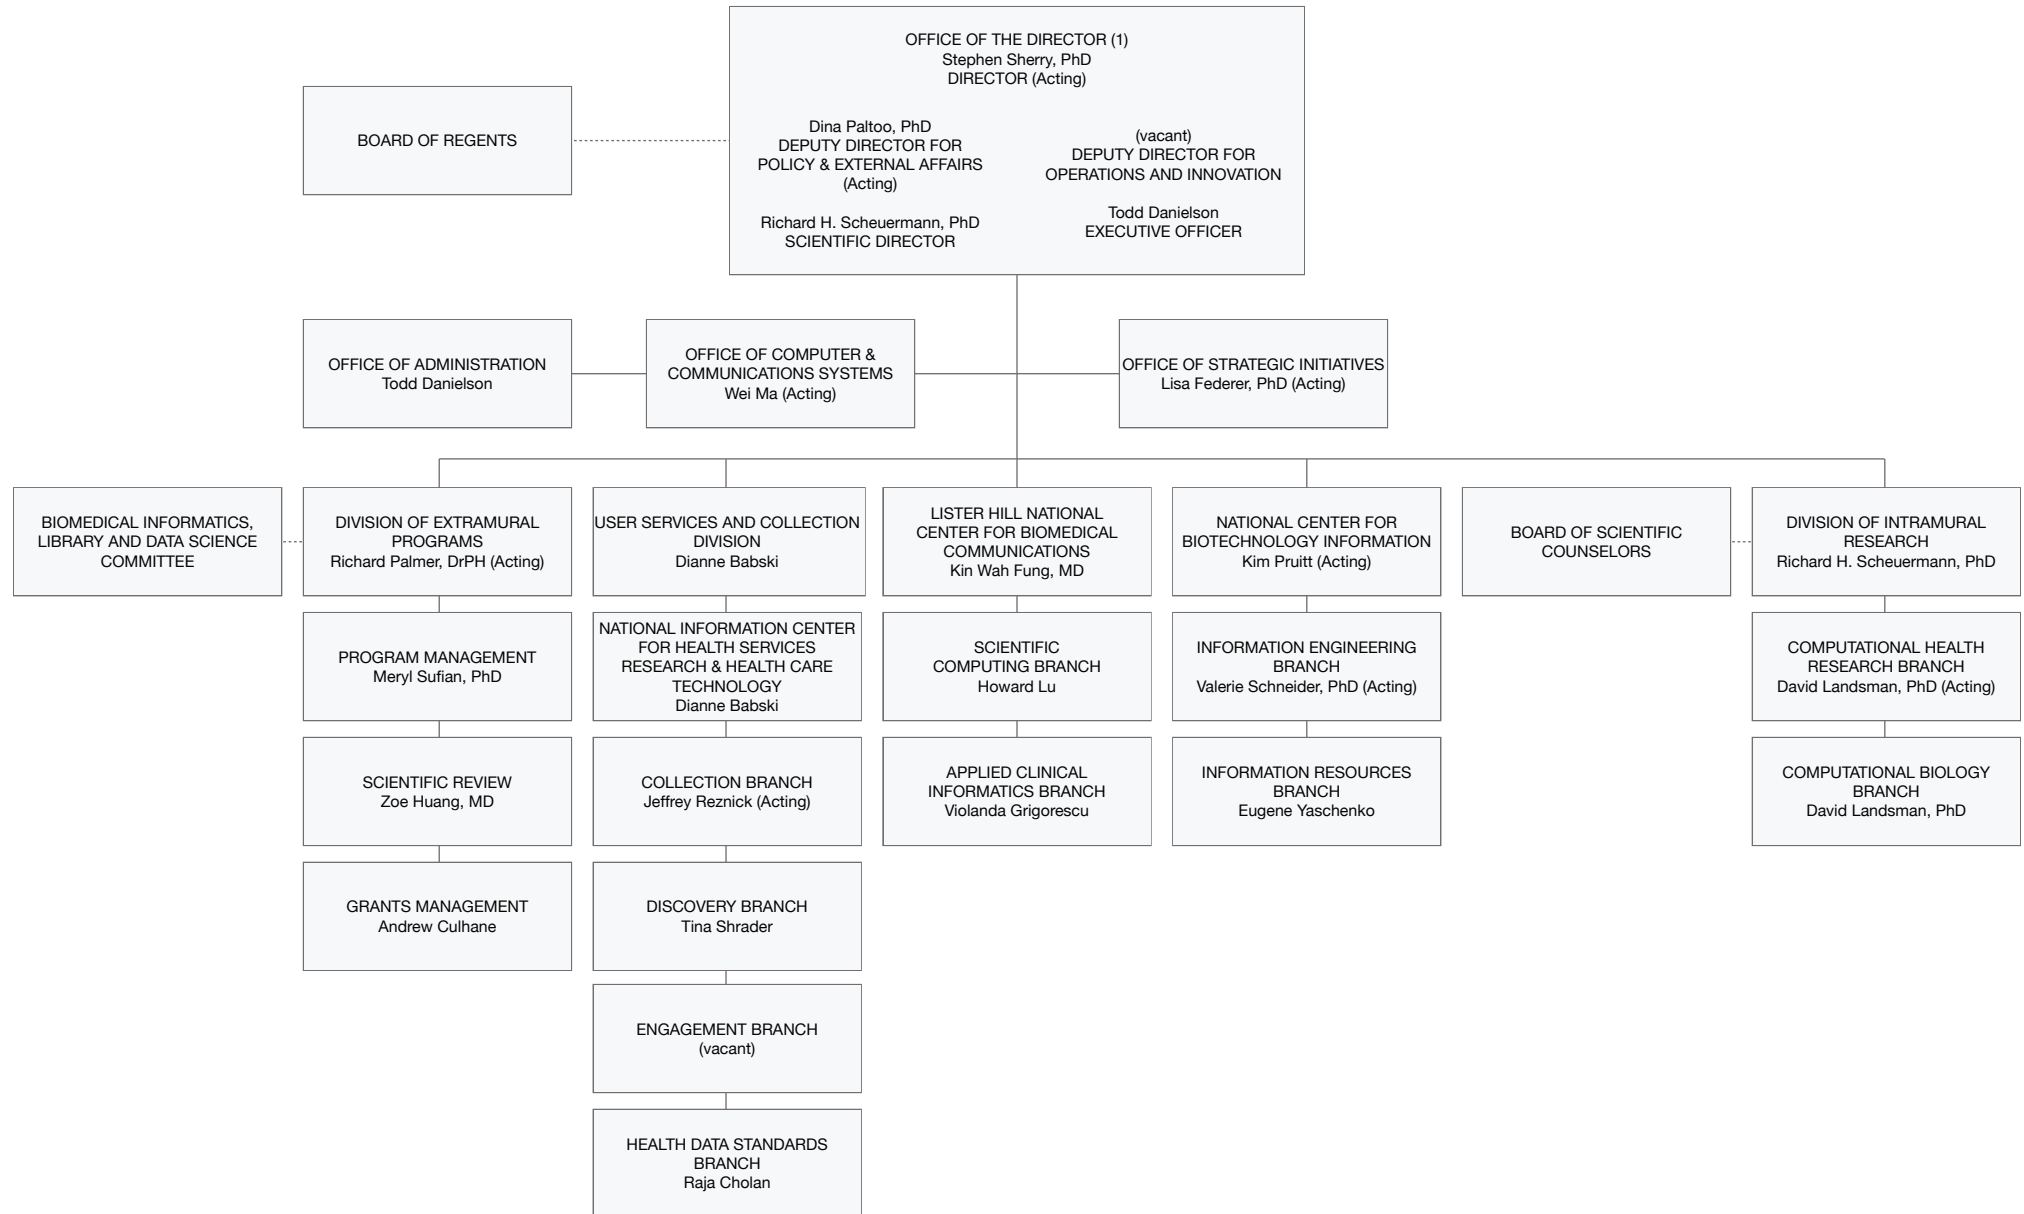 OFFICE OF THE DIRECTOR (1)
Stephen Sherry, PhD
DIRECTOR (Acting)
Dina Paltoo, PhD
DEPUTY DIRECTOR FOR
POLICY & EXTERNAL AFFAIRS
(Acting)
Richard H. Scheuermann, PhD
SCIENTIFIC DIRECTOR
(vacant)
DEPUTY DIRECTOR FOR
OPERATIONS AND INNOVATION
Todd Danielson
EXECUTIVE OFFICER
BOARD OF REGENTS
OFFICE OF ADMINISTRATION
Todd Danielson
OFFICE OF COMPUTER &
COMMUNICATIONS SYSTEMS
Wei Ma (Acting)
OFFICE OF STRATEGIC INITIATIVES
Lisa Federer, PhD (Acting)
BIOMEDICAL INFORMATICS,
LIBRARY AND DATA SCIENCE
COMMITTEE
DIVISION OF EXTRAMURAL
PROGRAMS
Richard Palmer, DrPH (Acting)
USER SERVICES AND COLLECTION
DIVISION
Dianne Babski
LISTER HILL NATIONAL
CENTER FOR BIOMEDICAL
COMMUNICATIONS
Kin Wah Fung, MD
NATIONAL CENTER FOR
BIOTECHNOLOGY INFORMATION
Kim Pruitt (Acting)
BOARD OF SCIENTIFIC
COUNSELORS
DIVISION OF INTRAMURAL
RESEARCH
Richard H. Scheuermann, PhD
PROGRAM MANAGEMENT
Meryl Sufian, PhD
NATIONAL INFORMATION CENTER
FOR HEALTH SERVICES
RESEARCH & HEALTH CARE
TECHNOLOGY
Dianne Babski
SCIENTIFIC
COMPUTING BRANCH
Howard Lu
INFORMATION ENGINEERING
BRANCH
Valerie Schneider, PhD (Acting)
COMPUTATIONAL HEALTH
RESEARCH BRANCH
David Landsman, PhD (Acting)
SCIENTIFIC REVIEW
Zoe Huang, MD
COLLECTION BRANCH
Jeffrey Reznick (Acting)
APPLIED CLINICAL
INFORMATICS BRANCH
Violanda Grigorescu
INFORMATION RESOURCES
BRANCH
Eugene Yaschenko
COMPUTATIONAL BIOLOGY
BRANCH
David Landsman, PhD
GRANTS MANAGEMENT
Andrew Culhane
DISCOVERY BRANCH
Tina Shrader
ENGAGEMENT BRANCH
(vacant)
HEALTH DATA STANDARDS
BRANCH
Raja Cholan